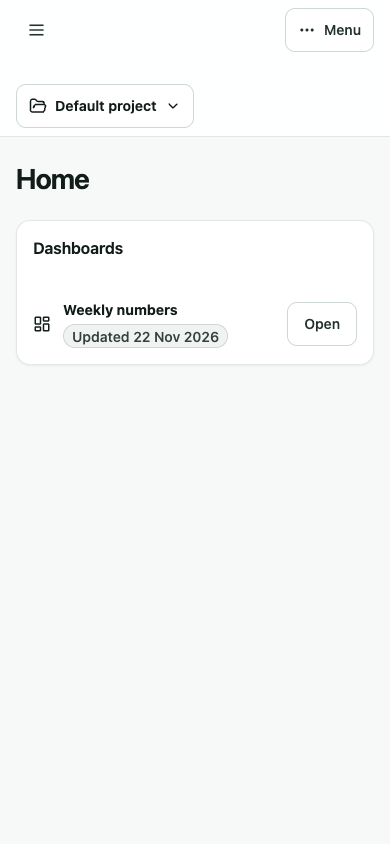 Menu
Default project
Home
Dashboards
Weekly numbers
Updated 22 Nov 2026
Open